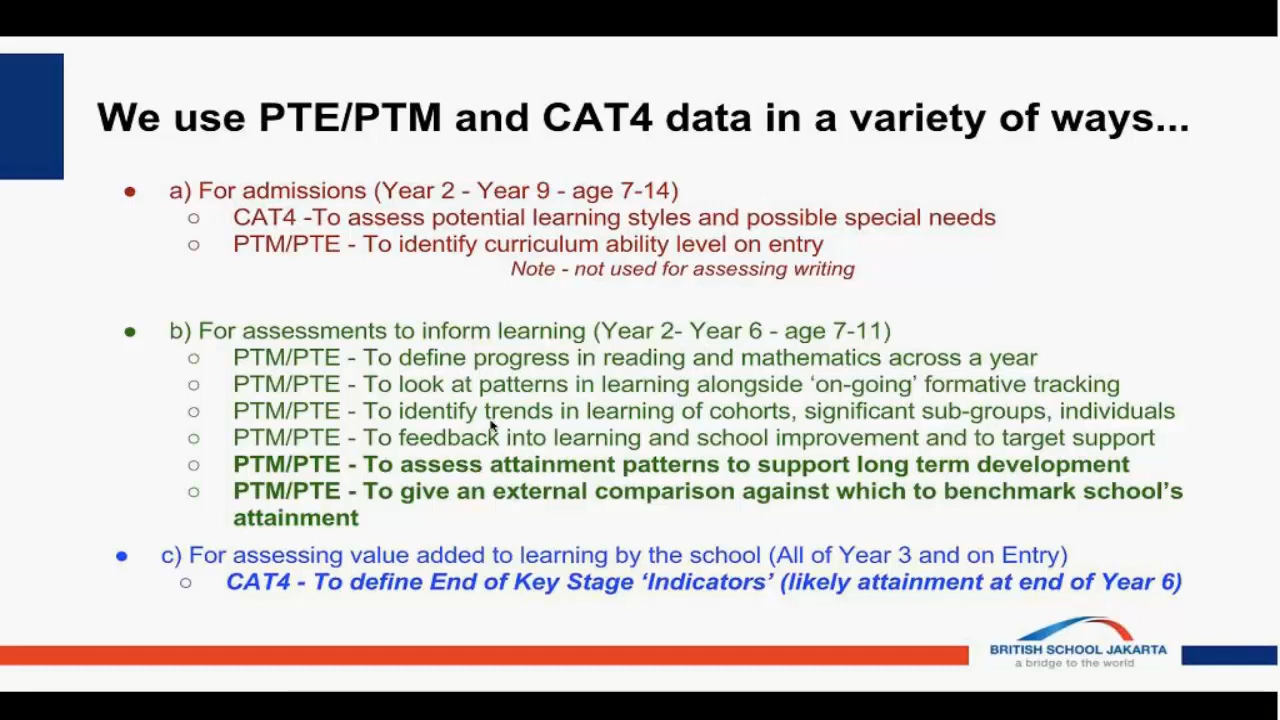 We use PTE/PTM and CAT4 data in a variety of ways...
● a) For admissions (Year 2 - Year 9 - age 7-14)
○ CAT4 -To assess potential learning styles and possible special needs
○ PTM/PTE - To identify curriculum ability level on entry
Note - not used for assessing writing
● b) For assessments to inform learning (Year 2- Year 6 - age 7-11)
○ PTM/PTE - To define progress in reading and mathematics across a year
○ PTM/PTE - To look at patterns in learning alongside ‘on-going’ formative tracking
○ PTM/PTE - To identify trends in learning of cohorts, significant sub-groups, individuals
○ PTM/PTE - To feedback into learning and school improvement and to target support
○ PTM/PTE - To assess attainment patterns to support long term development
○ PTM/PTE - To give an external comparison against which to benchmark school’s
attainment
● c) For assessing value added to learning by the school (All of Year 3 and on Entry)
○ CAT4 - To define End of Key Stage ‘Indicators’ (likely attainment at end of Year 6)
BRITISH SCHOOL JAKARTA
a bridge to the world